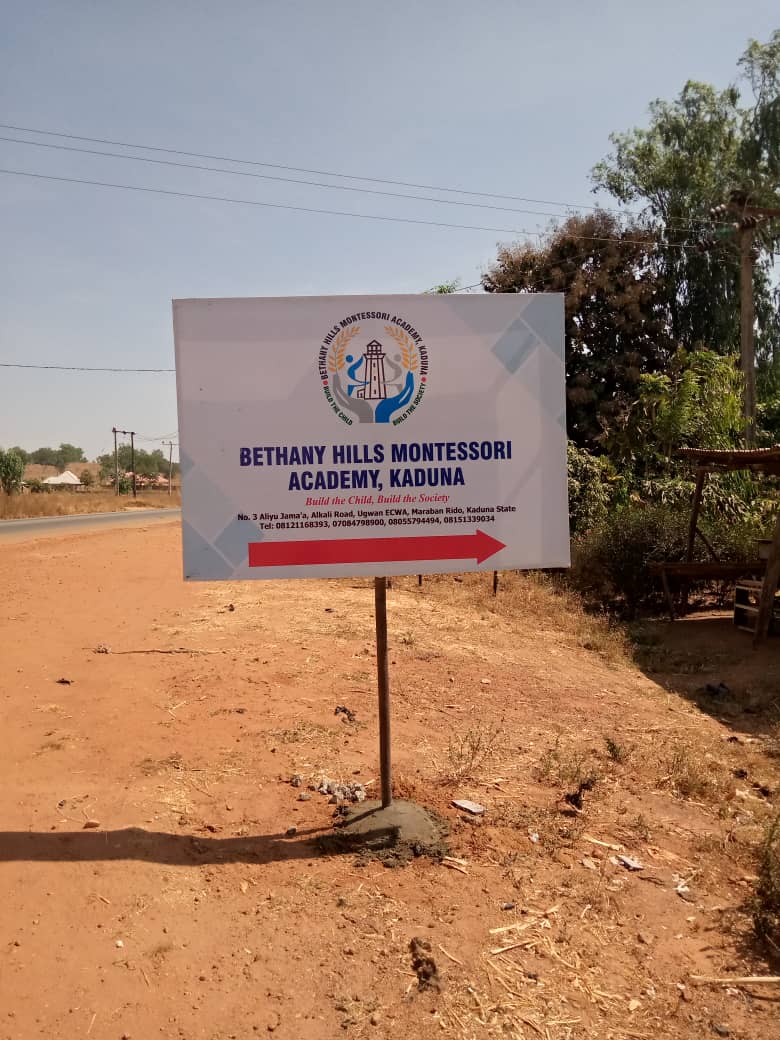 BETHANY HILLS MONTESSORI ACADEMY, KADUNA
BUILD THE CHILD
BUILD THE SOCIETY
BETHANY HILLS MONTESSORI
ACADEMY, KADUNA
Build the Child, Build the Society
No. 3 Aliyu Jama'a, Alkali Road, Ugwan ECWA, Maraban Rido, Kaduna State
Tel: 08121168393, 07084798900, 08055794494, 08151339034